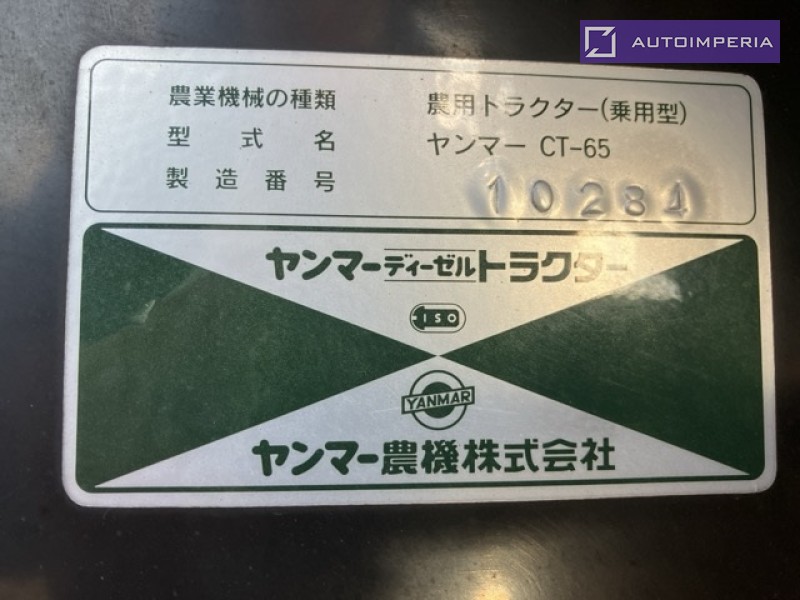 AUTOIMPERIA
農業機械の種類 農用トラクター(乗用型)
型式名 ヤンマー CT-65
製造番号 10284
ヤンマーディーゼルトラクター
ISO
YANMAR
ヤンマー農機株式会社